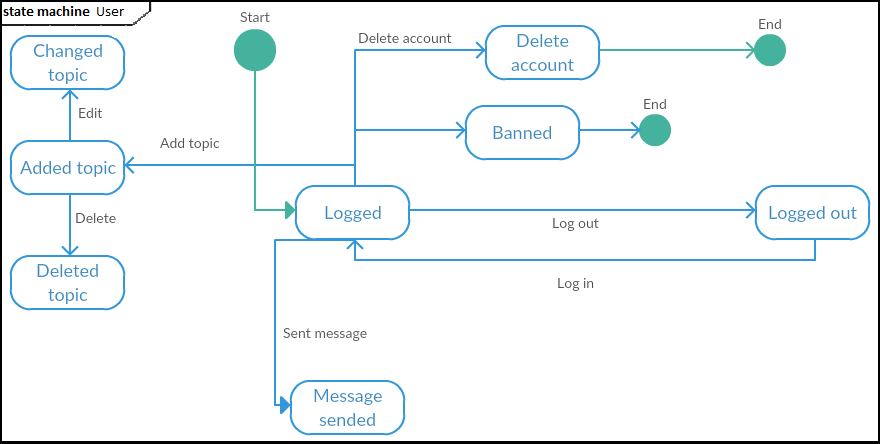 state machine User
Start
End
Delete account
Delete
account
Changed
topic
Edit
End
Banned
Add topic
Added topic
Logged
Logged out
Delete
Log out
Deleted
topic
Log in
Sent message
Message
sended